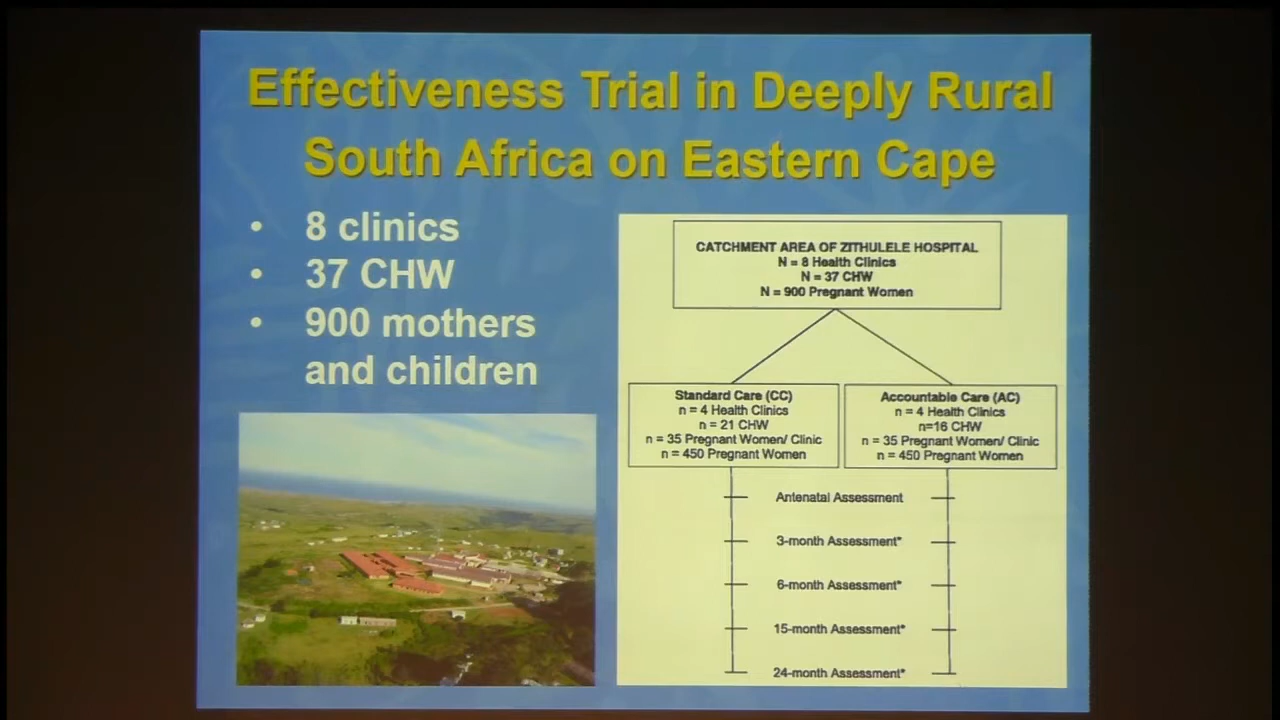 Effectiveness Trial in Deeply Rural
South Africa on Eastern Cape
• 8 clinics
• 37 CHW
• 900 mothers
and children
CATCHMENT AREA OF ZITHULELE HOSPITAL
N = 8 Health Clinics
N = 37 CHW
N = 900 Pregnant Women
Standard Care (CC)
n = 4 Health Clinics
n = 21 CHW
n = 35 Pregnant Women/ Clinic
n = 450 Pregnant Women
Accountable Care (AC)
n = 4 Health Clinics
n=16 CHW
n = 35 Pregnant Women/ Clinic
n = 450 Pregnant Women
Antenatal Assessment
3-month Assessment*
6-month Assessment*
15-month Assessment*
24-month Assessment*